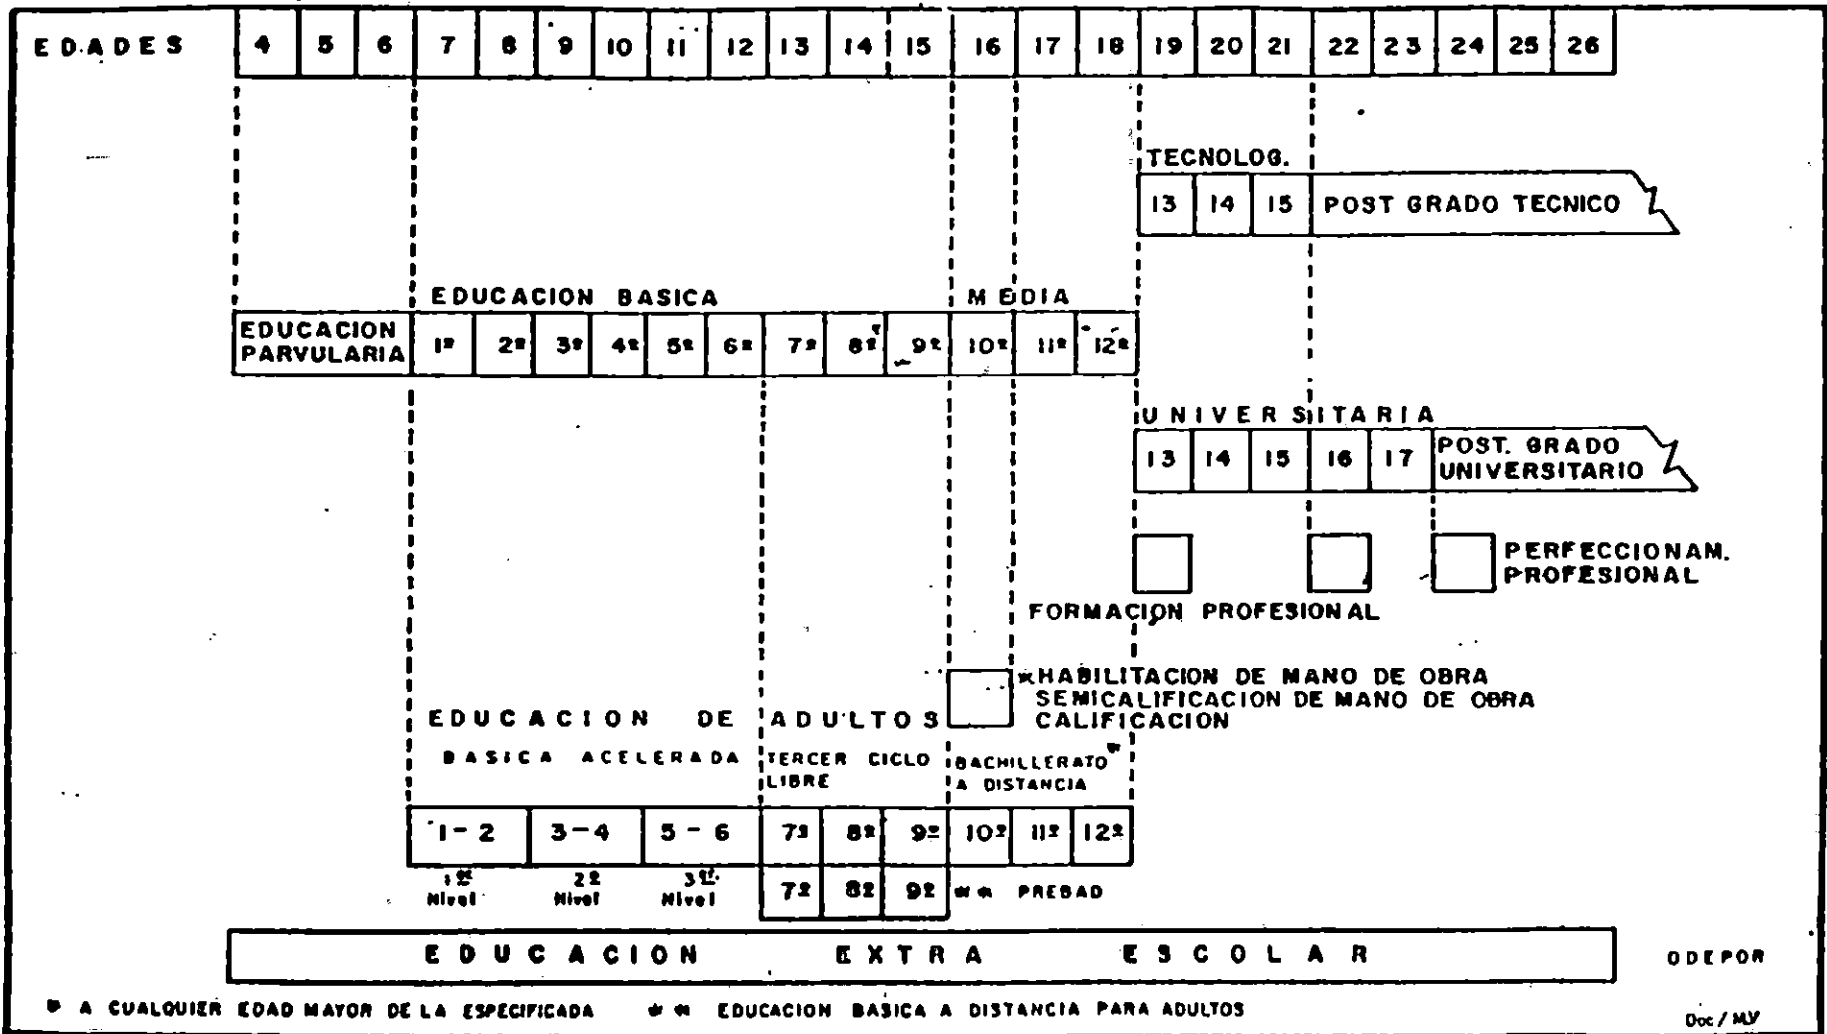 EDADES 4 5 6 7 8 9 10 11 12 13 14 15 16 17 18 19 20 21 22 23 24 25 26
TECNOLOG.
13 14 15 POST GRADO TECNICO
EDUCACION BASICA MEDIA
EDUCACION
PARVULARIA
1º 2º 3º 4º 5º 6º 7º 8º 9º 10º 11º 12º
UNIVERSITARIA
13 14 15 16 17
POST. GRADO
UNIVERSITARIO
PERFECCIONAM.
PROFESIONAL
FORMACION PROFESIONAL
*HABILITACION DE MANO DE OBRA
SEMICALIFICACION DE MANO DE OBRA
CALIFICACION
EDUCACION DE ADULTOS
BASICA ACELERADA
TERCER CICLO
LIBRE
BACHILLERATO*
A DISTANCIA
1-2 3-4 5-6 7º 8º 9º 10º 11º 12º
1er Nivel 2º Nivel 3er. Nivel
7º 8º 9º ** PREBAD
EDUCACION EXTRA ESCOLAR
ODEPOR
* A CUALQUIER EDAD MAYOR DE LA ESPECIFICADA ** EDUCACION BASICA A DISTANCIA PARA ADULTOS
Doc/MV